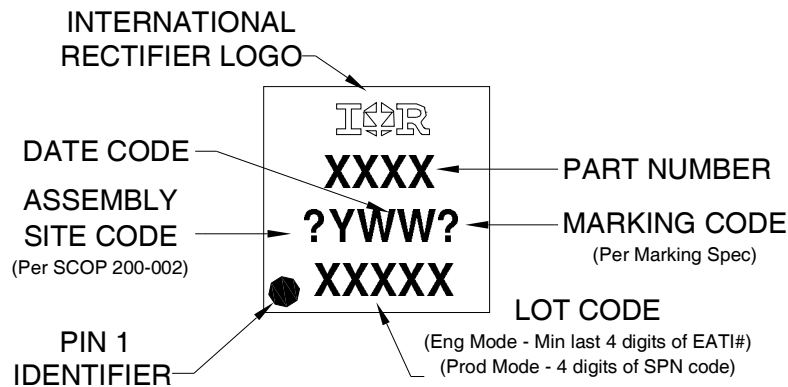 INTERNATIONAL
RECTIFIER LOGO
IOR
DATE CODE
XXXX
PART NUMBER
ASSEMBLY
SITE CODE
(Per SCOP 200-002)
?YWW?
MARKING CODE
(Per Marking Spec)
XXXXX
PIN 1
IDENTIFIER
LOT CODE
(Eng Mode - Min last 4 digits of EATI#)
(Prod Mode - 4 digits of SPN code)